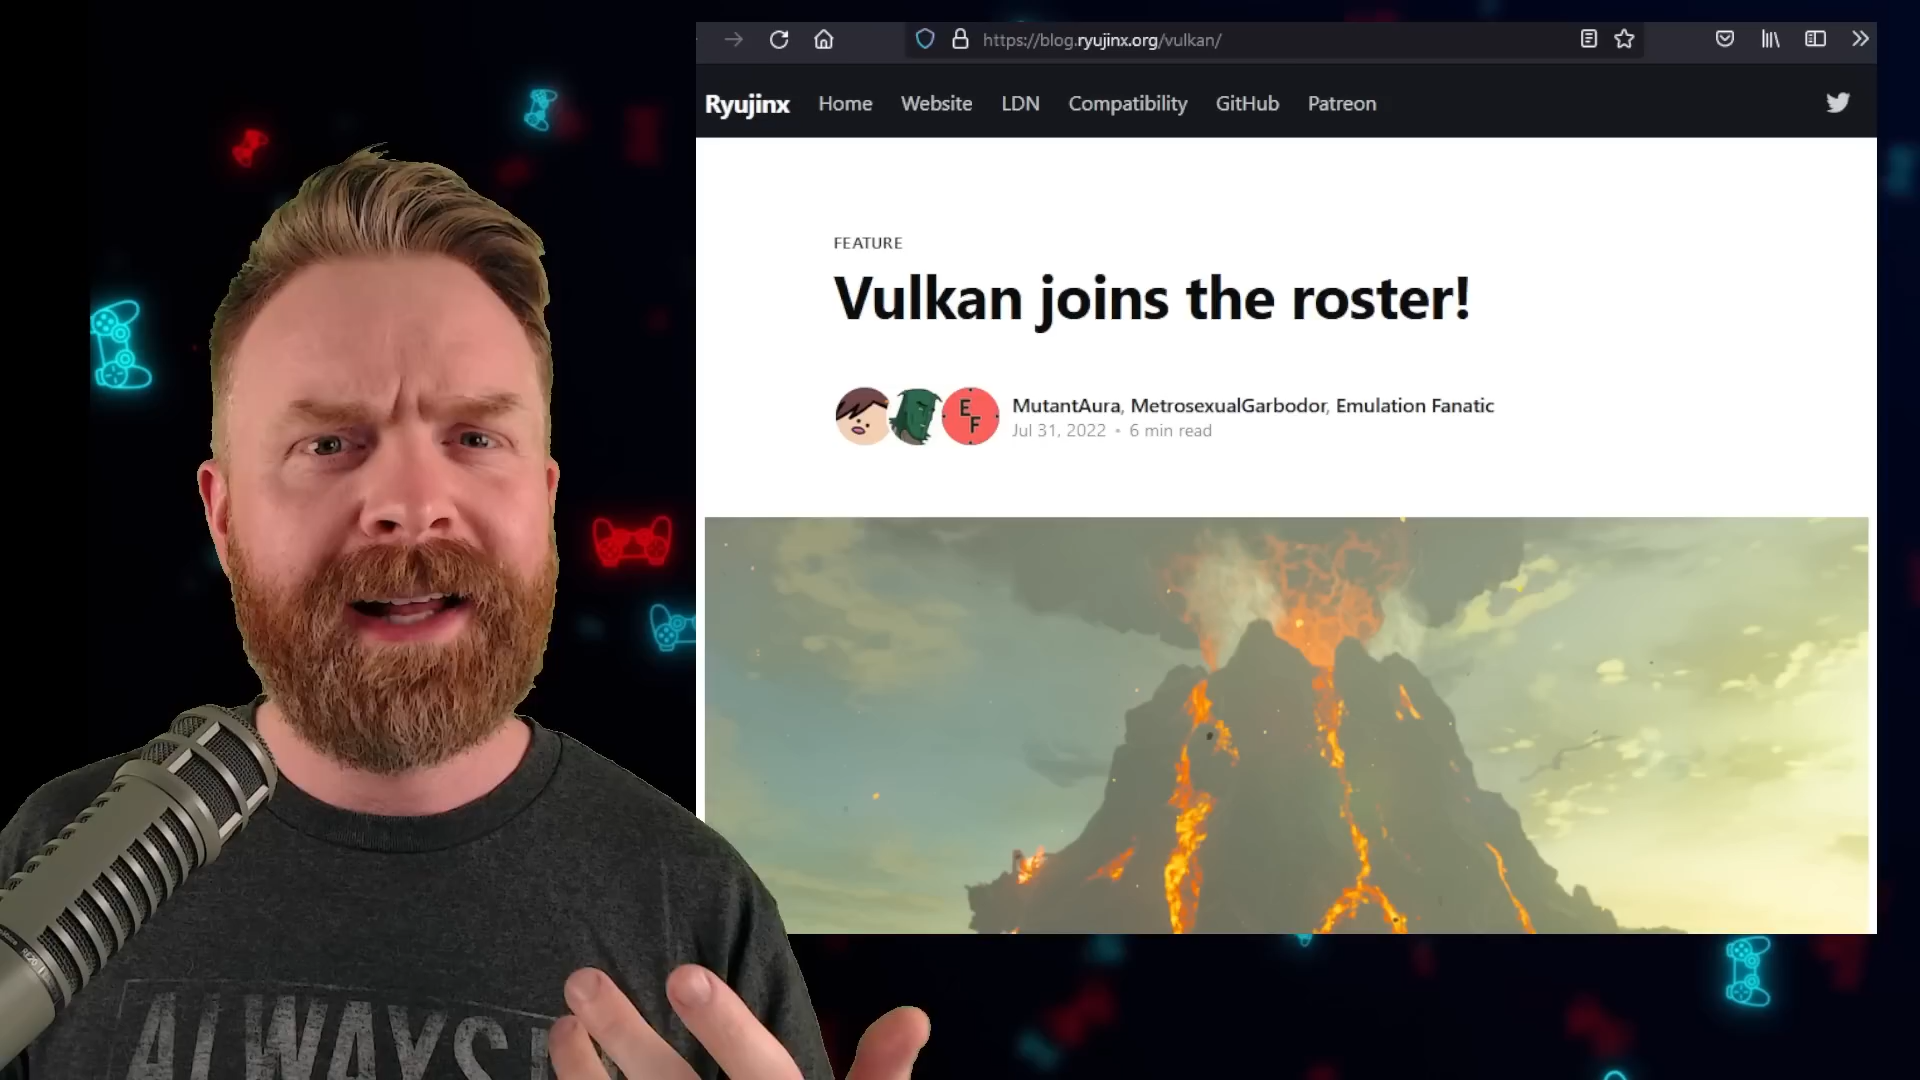 https://blog.ryujinx.org/vulkan/
Ryujinx Home Website LDN Compatibility GitHub Patreon
FEATURE
Vulkan joins the roster!
E
F
MutantAura, MetrosexualGarbodor, Emulation Fanatic
Jul 31, 2022 • 6 min read
RE20
ALWAYS